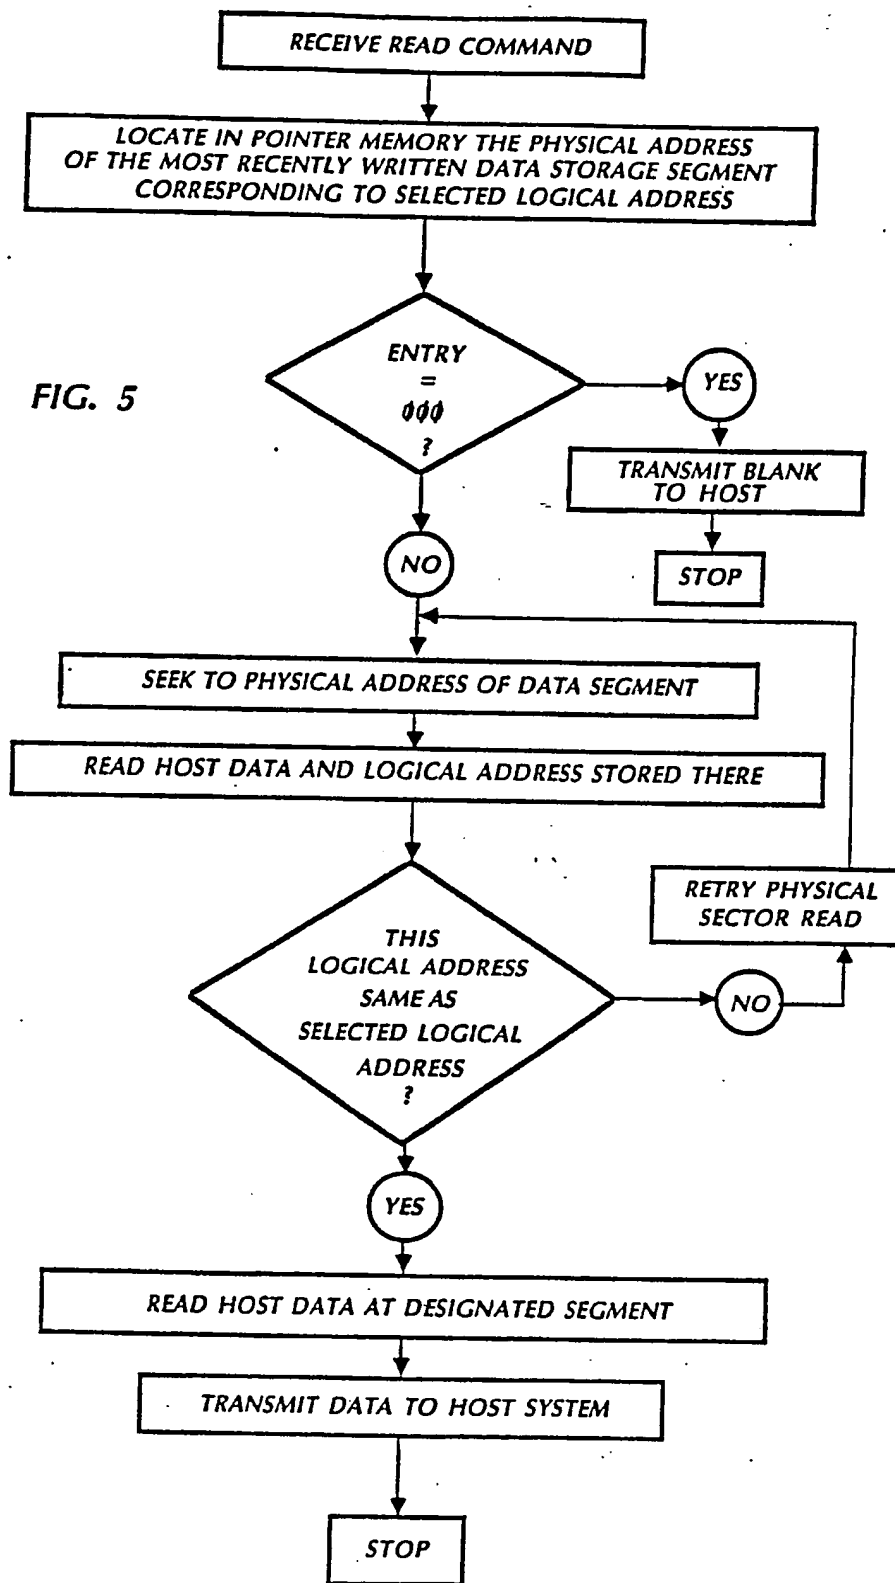 RECEIVE READ COMMAND
LOCATE IN POINTER MEMORY THE PHYSICAL ADDRESS
OF THE MOST RECENTLY WRITTEN DATA STORAGE SEGMENT
CORRESPONDING TO SELECTED LOGICAL ADDRESS
ENTRY
=
ØØØ
?
YES
FIG. 5
TRANSMIT BLANK
TO HOST
NO
STOP
SEEK TO PHYSICAL ADDRESS OF DATA SEGMENT
READ HOST DATA AND LOGICAL ADDRESS STORED THERE
RETRY PHYSICAL
SECTOR READ
THIS
LOGICAL ADDRESS
SAME AS
SELECTED LOGICAL
ADDRESS
?
NO
YES
READ HOST DATA AT DESIGNATED SEGMENT
TRANSMIT DATA TO HOST SYSTEM
STOP